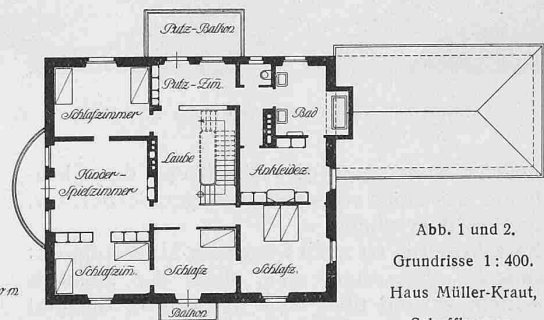 Putz-Balkon
Putz-Zim.
Schlafzimmer
Bad
Laube
Kinder-
Spielzimmer
Ankleidez.
Schlafzim.
Schlafz
Schlafz.
Balkon
Abb. 1 und 2.
Grundrisse 1 : 400.
Haus Müller-Kraut,